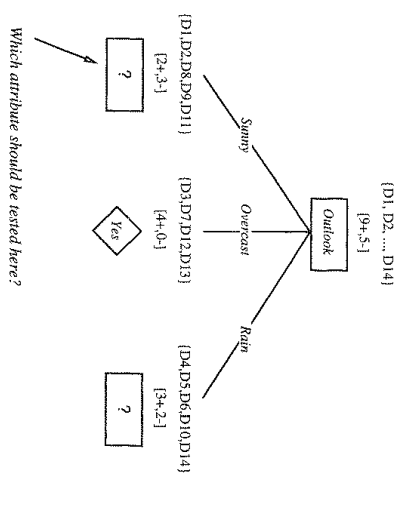 {D1, D2, ..., D14}
[9+,5-]
Outlook
Sunny
Overcast
Rain
{D1,D2,D8,D9,D11}
{D3,D7,D12,D13}
{D4,D5,D6,D10,D14}
[2+,3-]
[4+,0-]
[3+,2-]
?
Yes
?
Which attribute should be tested here?